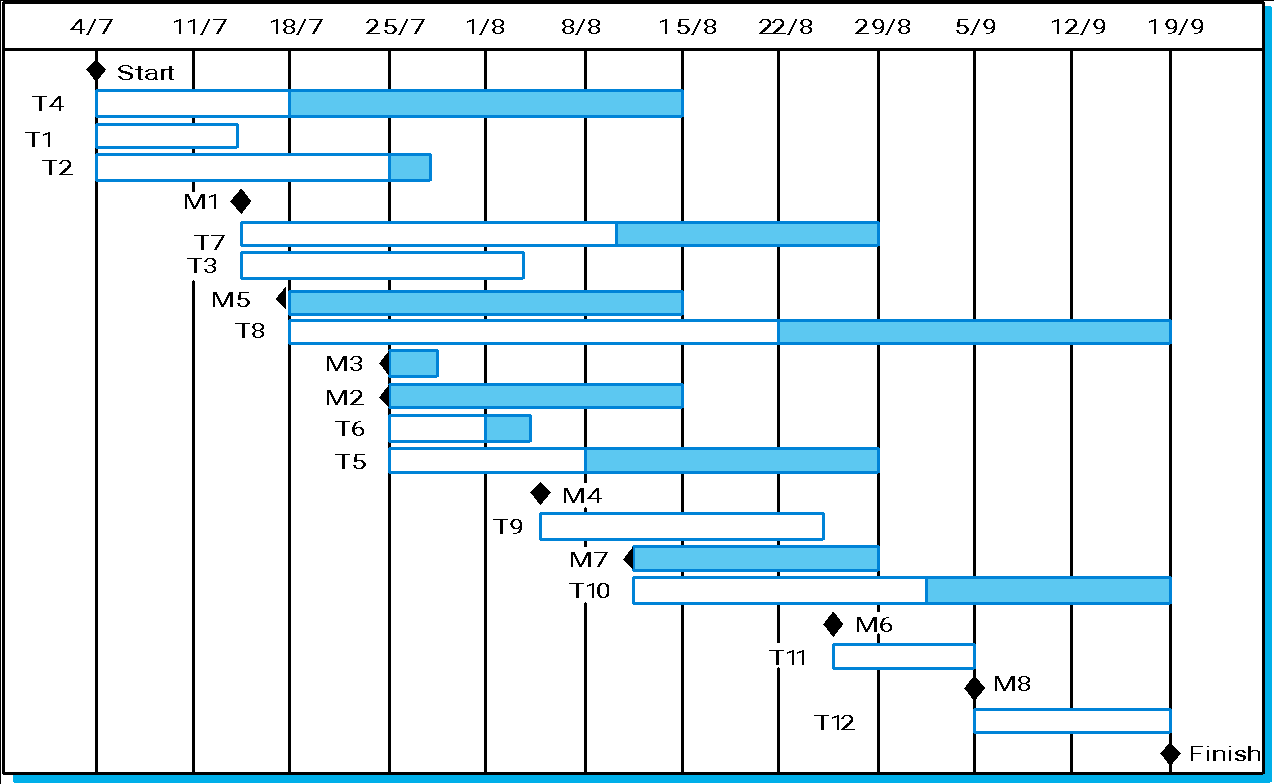 4/7 11/7 18/7 25/7 1/8 8/8 15/8 22/8 29/8 5/9 12/9 19/9
Start
T4
T1
T2
M1
T7
T3
M5
T8
M3
M2
T6
T5
M4
T9
M7
T10
M6
T11
M8
T12
Finish